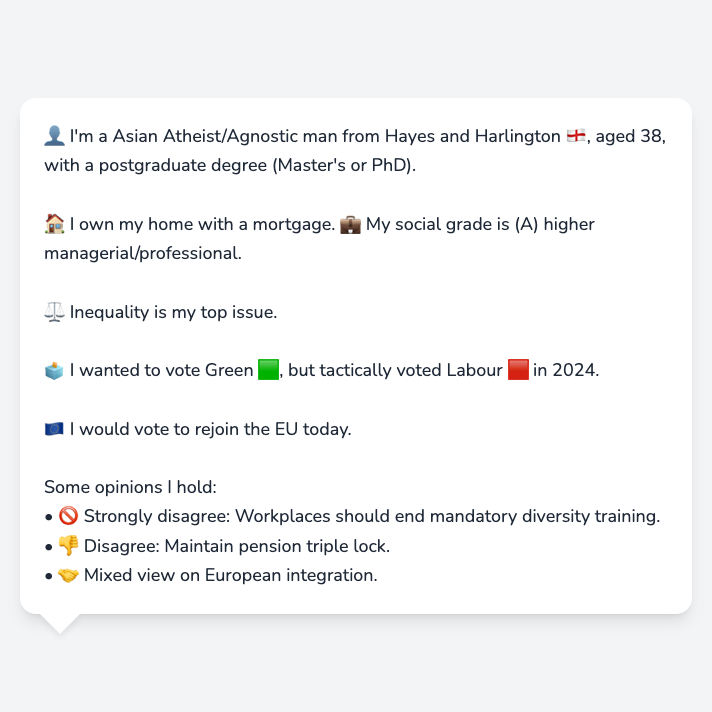 👤 I'm a Asian Atheist/Agnostic man from Hayes and Harlington 🏴󠁧󠁢󠁥󠁮󠁧󠁿, aged 38,
with a postgraduate degree (Master's or PhD).
🏠 I own my home with a mortgage. 💼 My social grade is (A) higher
managerial/professional.
⚖️ Inequality is my top issue.
🗳️ I wanted to vote Green 🟩, but tactically voted Labour 🟥 in 2024.
🇪🇺 I would vote to rejoin the EU today.
Some opinions I hold:
• 🚫 Strongly disagree: Workplaces should end mandatory diversity training.
• 👎 Disagree: Maintain pension triple lock.
• 🤝 Mixed view on European integration.